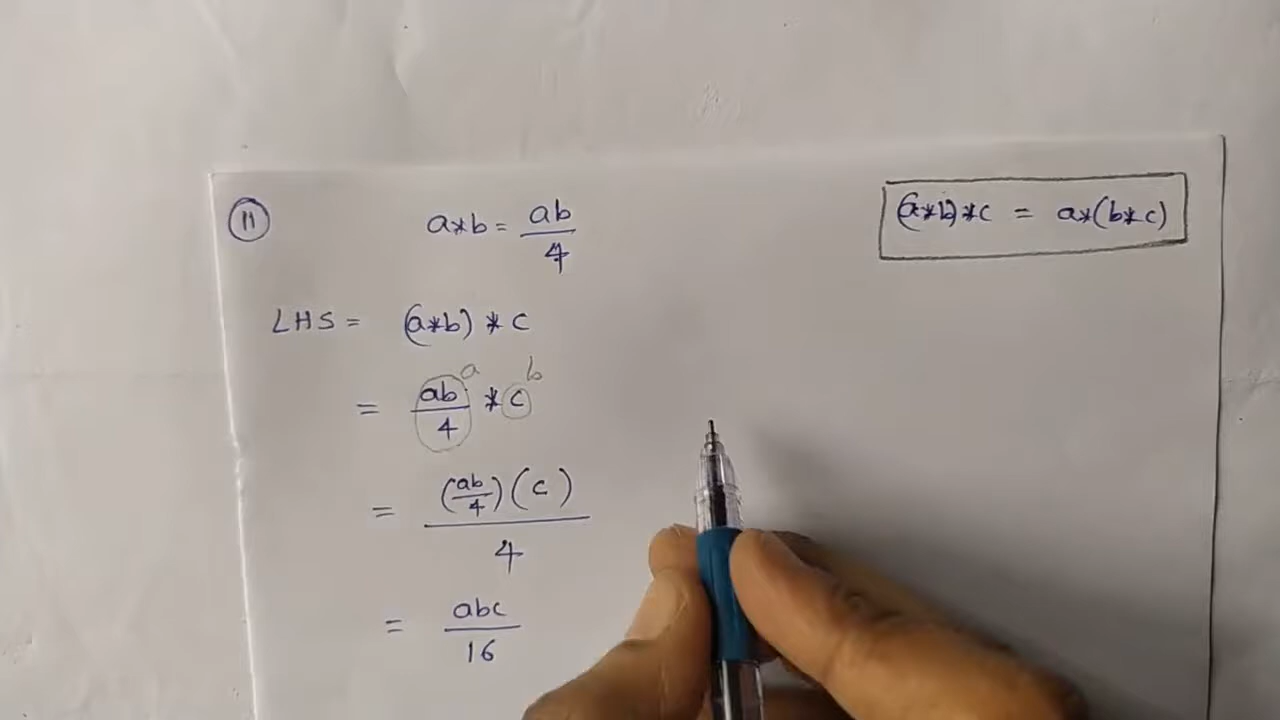 (11) a*b = ab/4
(a*b)*c = a*(b*c)
LHS = (a*b)*c
= ab/4 a * c b
= (ab/4)(c)/4
= abc/16